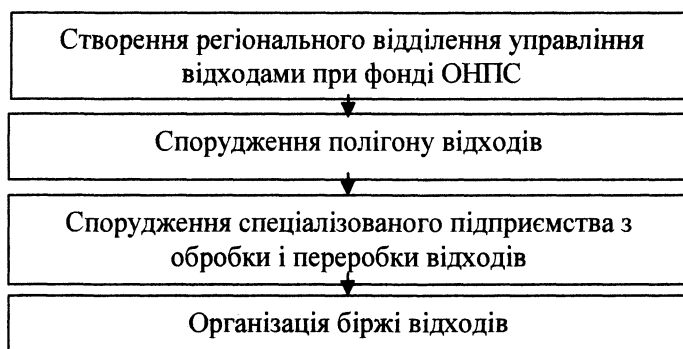 Створення регіонального відділення управління
відходами при фонді ОНПС
Спорудження полігону відходів
Спорудження спеціалізованого підприємства з
обробки і переробки відходів
Організація біржі відходів